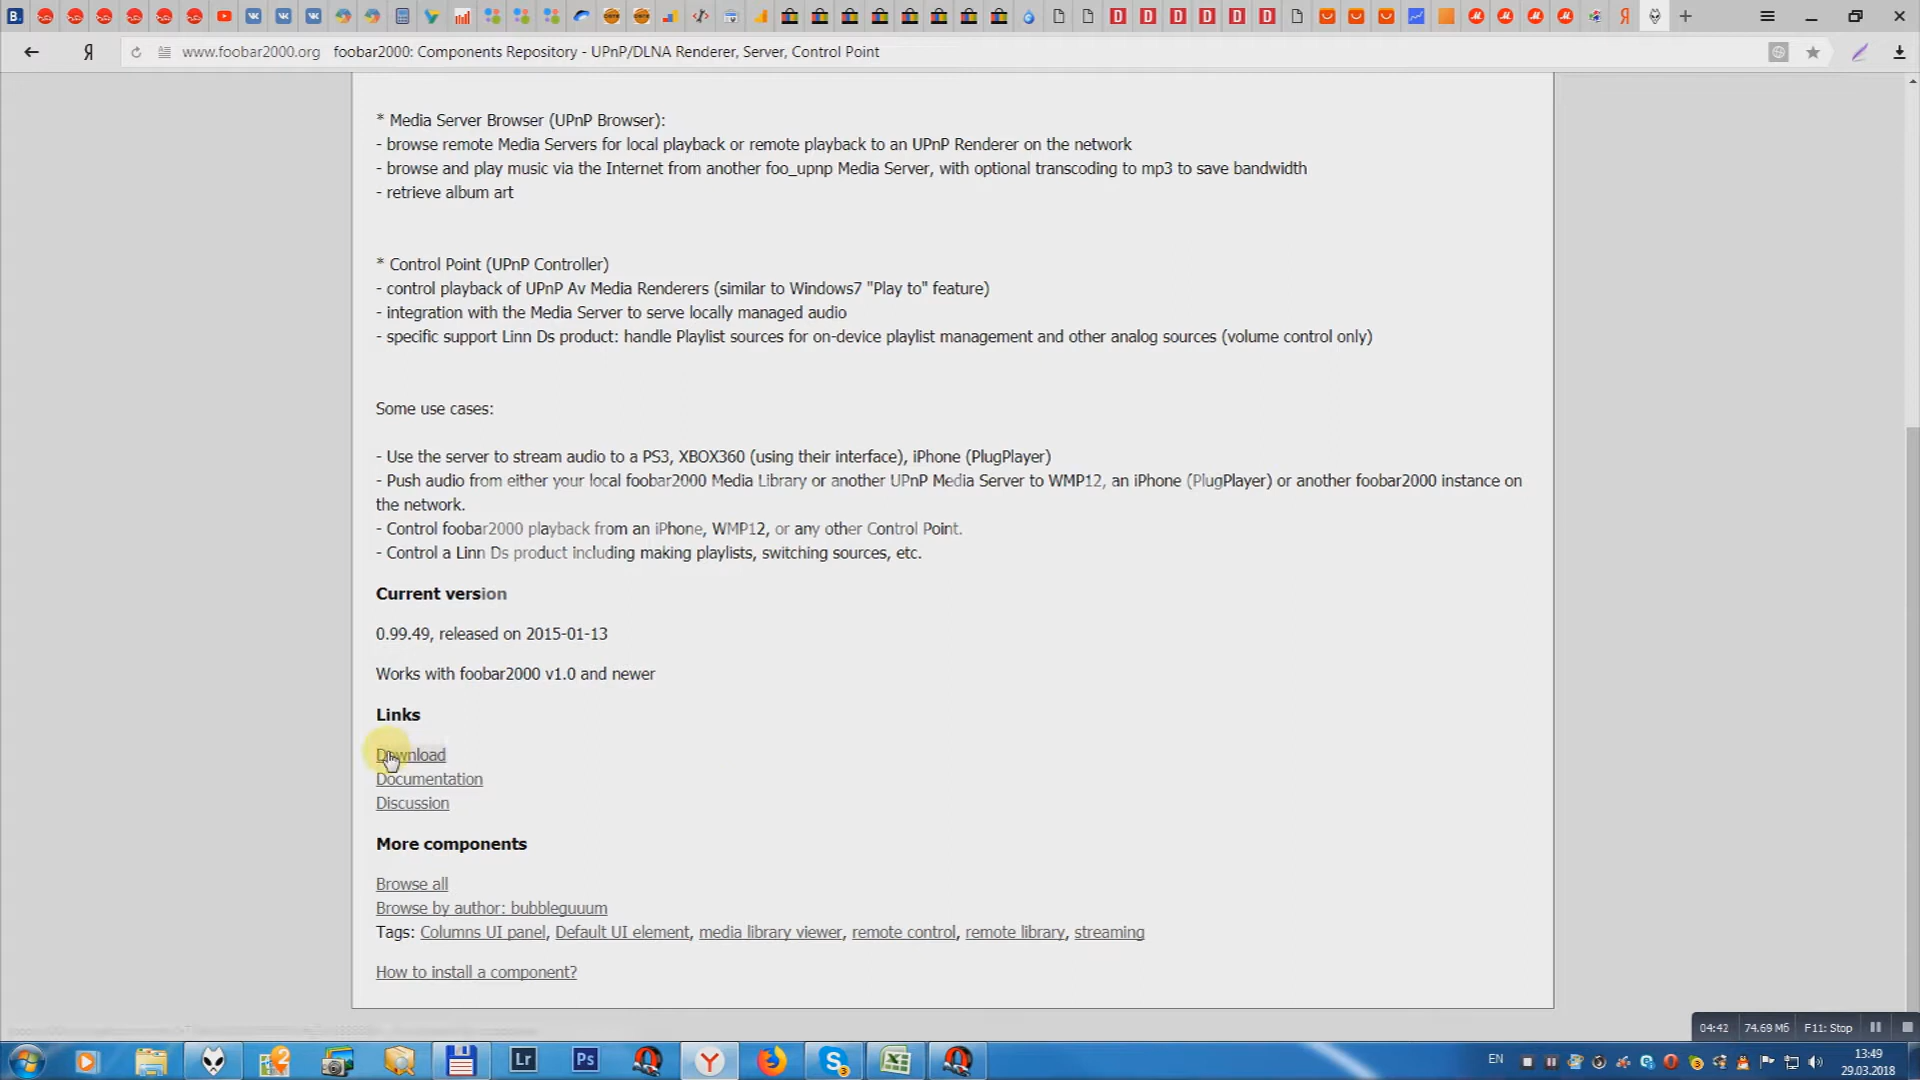 www.foobar2000.org foobar2000: Components Repository - UPnP/DLNA Renderer, Server, Control Point
* Media Server Browser (UPnP Browser):
- browse remote Media Servers for local playback or remote playback to an UPnP Renderer on the network
- browse and play music via the Internet from another foo_upnp Media Server, with optional transcoding to mp3 to save bandwidth
- retrieve album art
* Control Point (UPnP Controller)
- control playback of UPnP Av Media Renderers (similar to Windows7 "Play to" feature)
- integration with the Media Server to serve locally managed audio
- specific support Linn Ds product: handle Playlist sources for on-device playlist management and other analog sources (volume control only)
Some use cases:
- Use the server to stream audio to a PS3, XBOX360 (using their interface), iPhone (PlugPlayer)
- Push audio from either your local foobar2000 Media Library or another UPnP Media Server to WMP12, an iPhone (PlugPlayer) or another foobar2000 instance on
the network.
- Control foobar2000 playback from an iPhone, WMP12, or any other Control Point.
- Control a Linn Ds product including making playlists, switching sources, etc.
Current version
0.99.49, released on 2015-01-13
Works with foobar2000 v1.0 and newer
Links
Download
Documentation
Discussion
More components
Browse all
Browse by author: bubbleguuum
Tags: Columns UI panel, Default UI element, media library viewer, remote control, remote library, streaming
How to install a component?
04:42 74.69 Мб F11: Stop
EN 13:49
29.03.2018